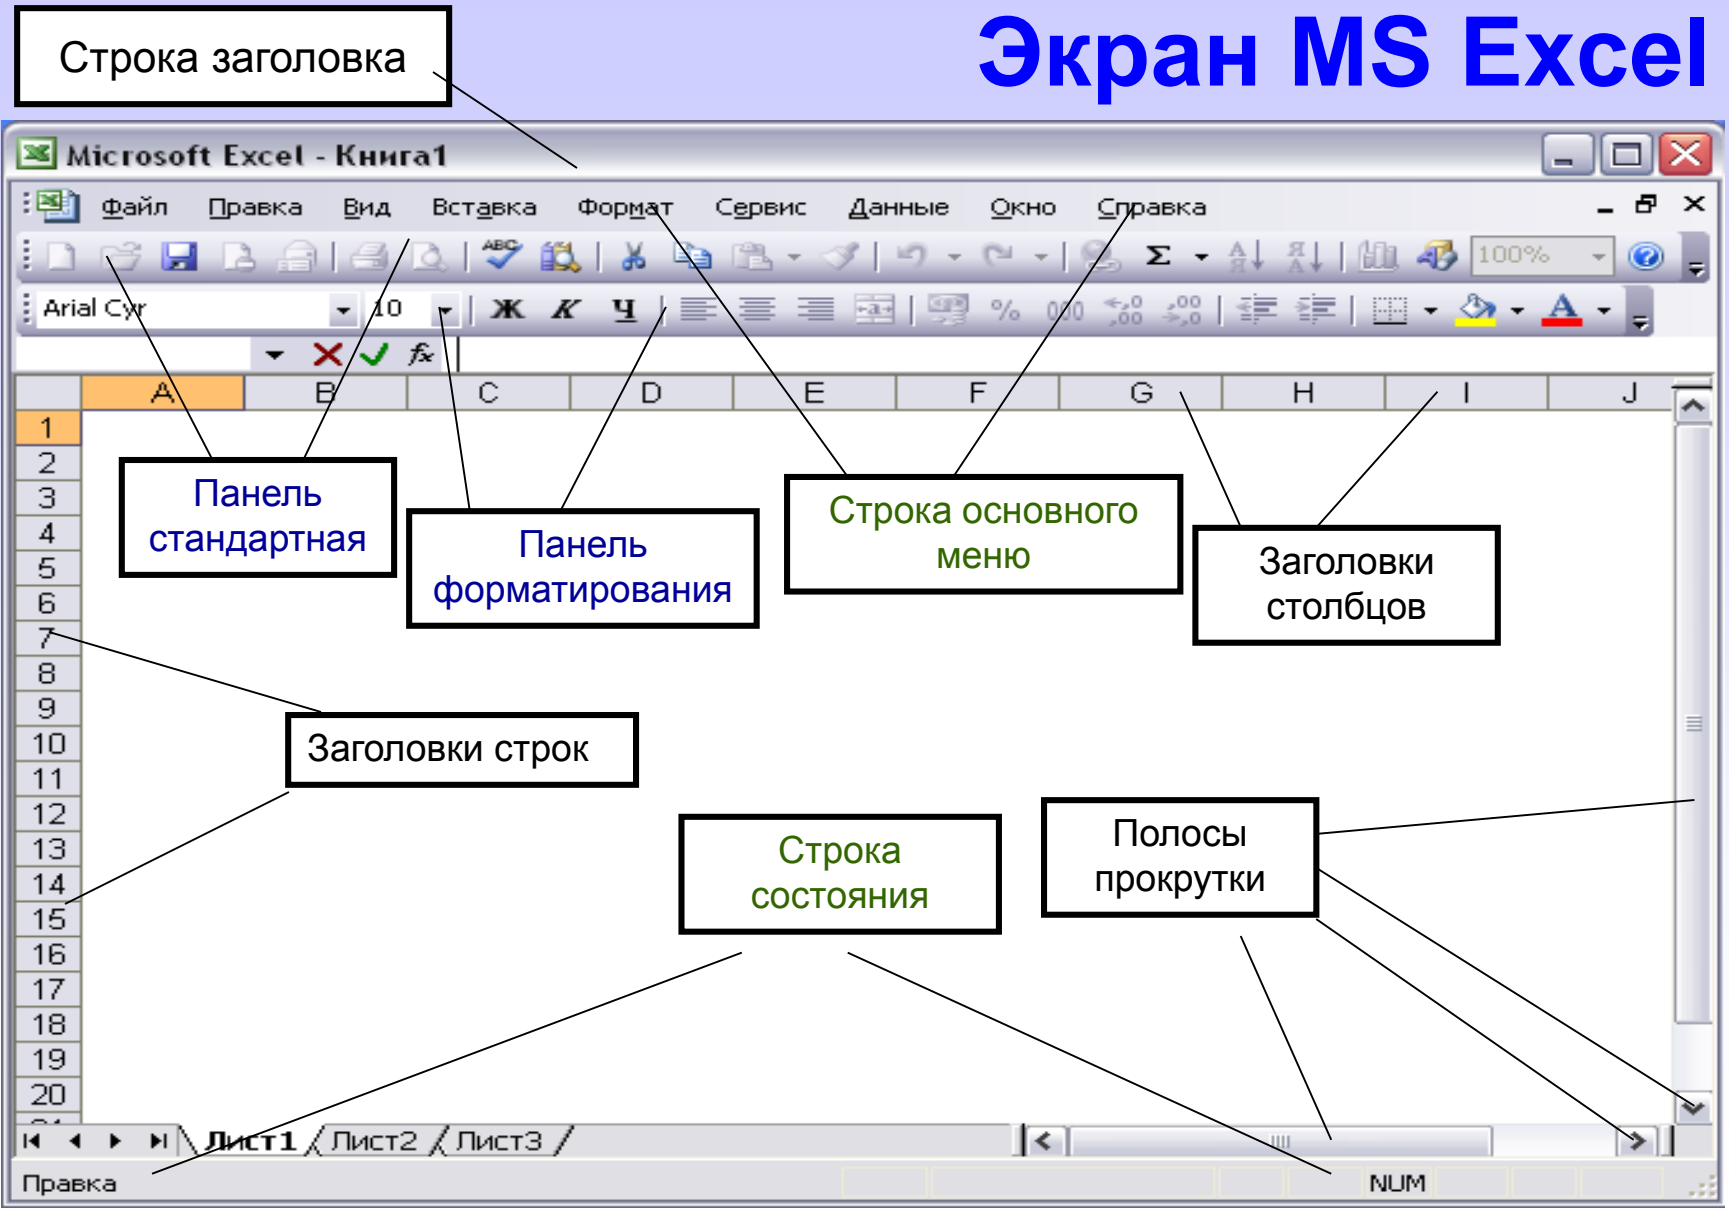 Строка заголовка
Экран MS Excel
Microsoft Excel - Книга1
Файл Правка Вид Вставка Формат Сервис Данные Окно Справка
ABC Σ 100%
Arial Cyr 10 Ж К Ч % 000
fx
A B C D E F G H I J
1
2
3
4
5
6
7
8
9
10
11
12
13
14
15
16
17
18
19
20
Панель
стандартная
Панель
форматирования
Строка основного
меню
Заголовки
столбцов
Заголовки строк
Строка
состояния
Полосы
прокрутки
Лист1 Лист2 Лист3
Правка NUM